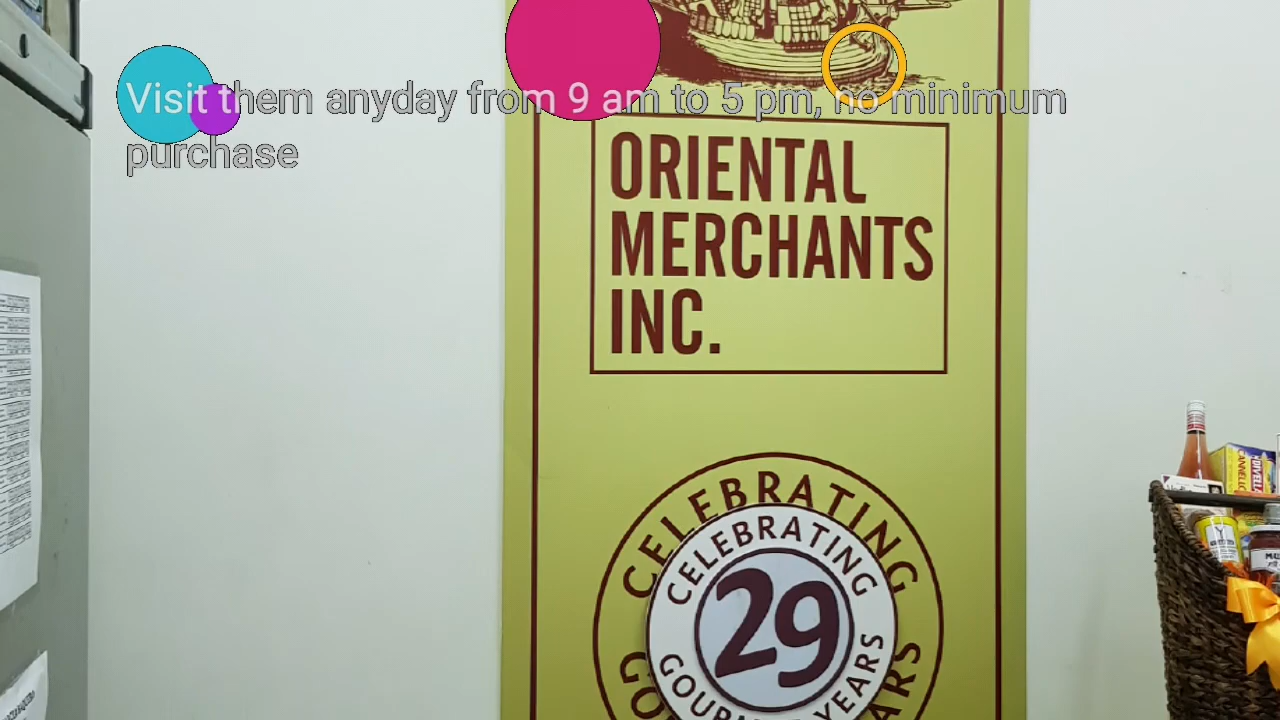 Visit them anyday from 9 am to 5 pm, no minimum
purchase
ORIENTAL
MERCHANTS
INC.
CELEBRATING
CELEBRATING
29
GOURMET YEARS